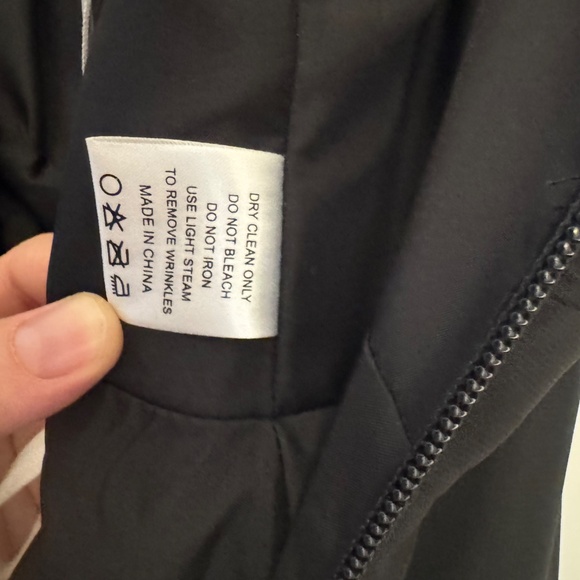 DRY CLEAN ONLY
DO NOT BLEACH
DO NOT IRON
USE LIGHT STEAM
TO REMOVE WRINKLES
MADE IN CHINA